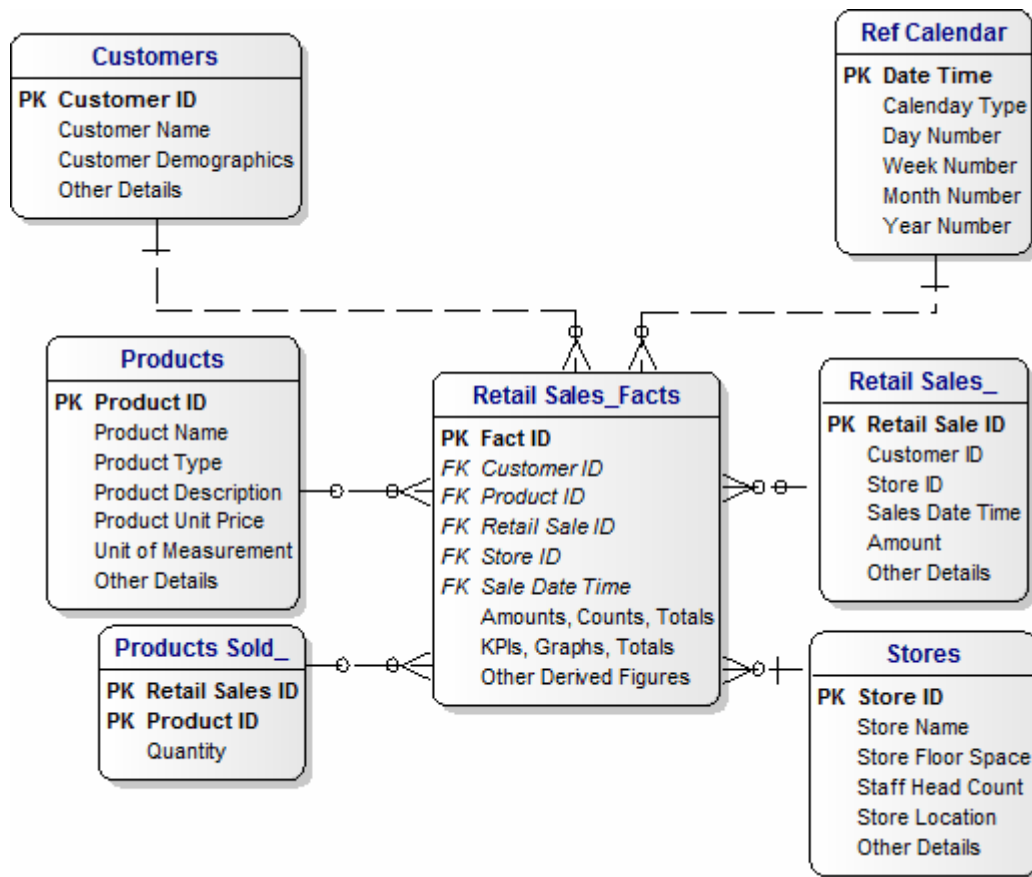 Customers
PK Customer ID
Customer Name
Customer Demographics
Other Details
Ref Calendar
PK Date Time
Calenday Type
Day Number
Week Number
Month Number
Year Number
Products
PK Product ID
Product Name
Product Type
Product Description
Product Unit Price
Unit of Measurement
Other Details
Retail Sales_Facts
PK Fact ID
FK Customer ID
FK Product ID
FK Retail Sale ID
FK Store ID
FK Sale Date Time
Amounts, Counts, Totals
KPIs, Graphs, Totals
Other Derived Figures
Retail Sales_
PK Retail Sale ID
Customer ID
Store ID
Sales Date Time
Amount
Other Details
Products Sold_
PK Retail Sales ID
PK Product ID
Quantity
Stores
PK Store ID
Store Name
Store Floor Space
Staff Head Count
Store Location
Other Details